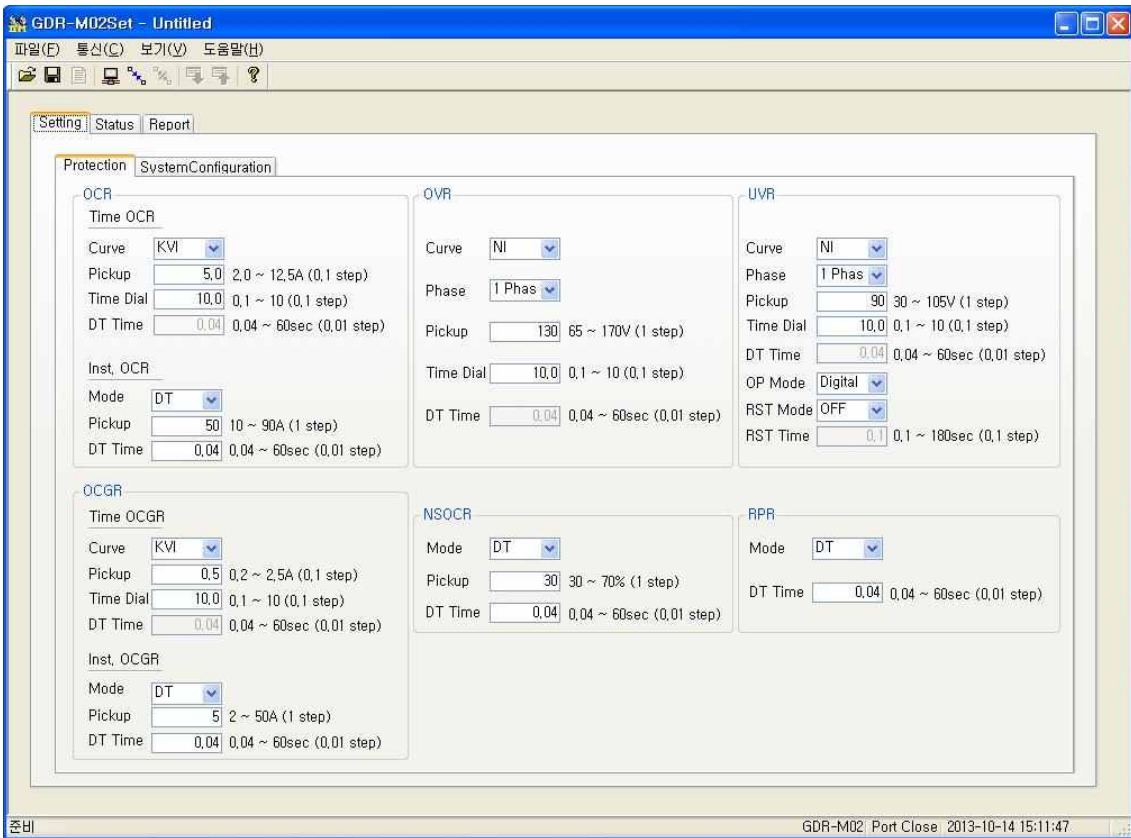 GDR-M02Set - Untitled
파일(F) 통신(C) 보기(V) 도움말(H)
Setting Status Report
Protection SystemConfiguration
OCR
Time OCR
Curve KVI
Pickup 5.0 2.0 ~ 12.5A (0.1 step)
Time Dial 10.0 0.1 ~ 10 (0.1 step)
DT Time 0.04 0.04 ~ 60sec (0.01 step)
Inst. OCR
Mode DT
Pickup 50 10 ~ 90A (1 step)
DT Time 0.04 0.04 ~ 60sec (0.01 step)
OVR
Curve NI
Phase 1 Phas
Pickup 130 65 ~ 170V (1 step)
Time Dial 10.0 0.1 ~ 10 (0.1 step)
DT Time 0.04 0.04 ~ 60sec (0.01 step)
UVR
Curve NI
Phase 1 Phas
Pickup 90 30 ~ 105V (1 step)
Time Dial 10.0 0.1 ~ 10 (0.1 step)
DT Time 0.04 0.04 ~ 60sec (0.01 step)
OP Mode Digital
RST Mode OFF
RST Time 0.1 0.1 ~ 180sec (0.1 step)
OCGR
Time OCGR
Curve KVI
Pickup 0.5 0.2 ~ 2.5A (0.1 step)
Time Dial 10.0 0.1 ~ 10 (0.1 step)
DT Time 0.04 0.04 ~ 60sec (0.01 step)
Inst. OCGR
Mode DT
Pickup 5 2 ~ 50A (1 step)
DT Time 0.04 0.04 ~ 60sec (0.01 step)
NSOCR
Mode DT
Pickup 30 30 ~ 70% (1 step)
DT Time 0.04 0.04 ~ 60sec (0.01 step)
RPR
Mode DT
DT Time 0.04 0.04 ~ 60sec (0.01 step)
준비 GDR-M02 Port Close 2013-10-14 15:11:47